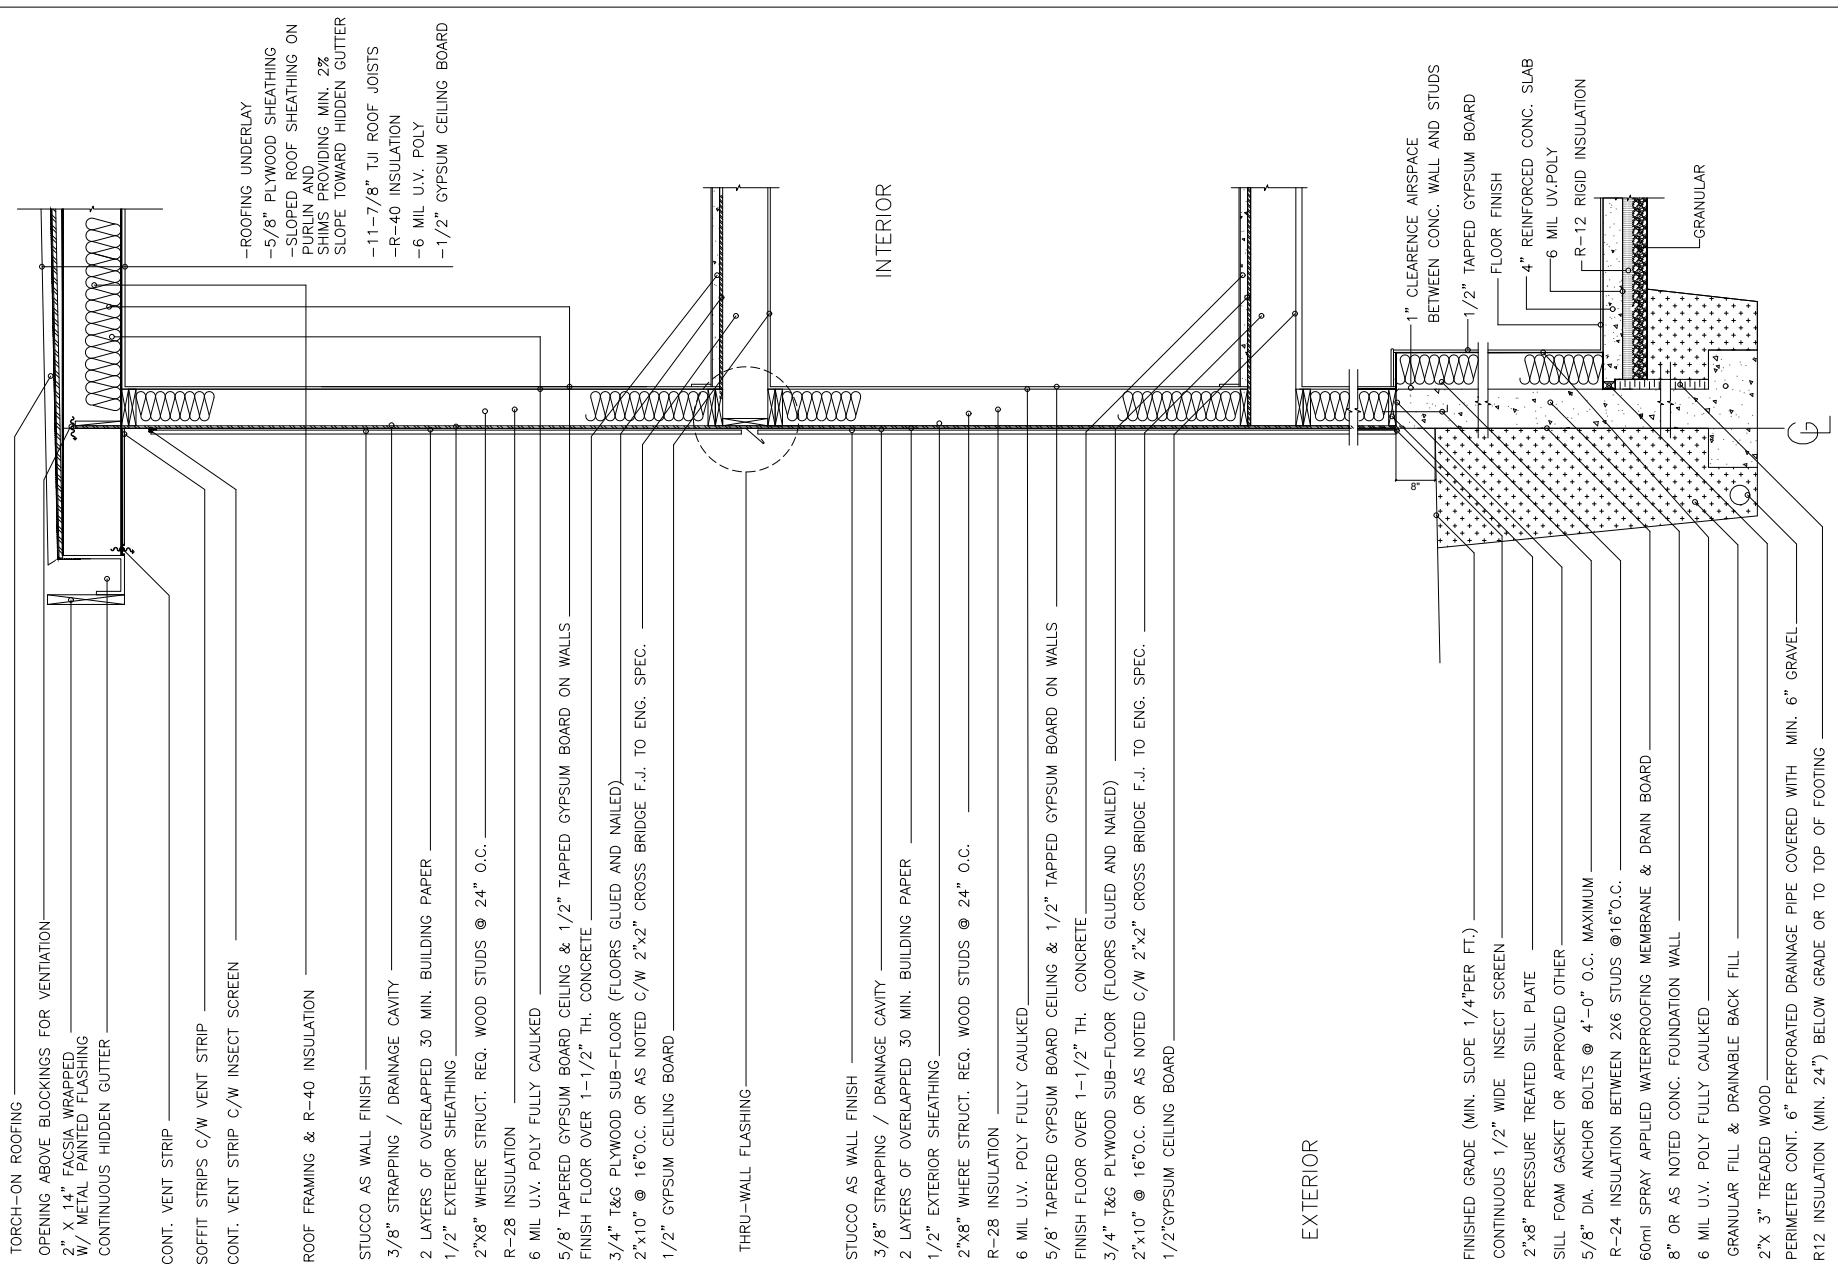 TORCH-ON ROOFING
OPENING ABOVE BLOCKINGS FOR VENTIATION
2" X 14" FACSIA WRAPPED
W/ METAL PAINTED FLASHING
CONTINUOUS HIDDEN GUTTER
CONT. VENT STRIP
SOFFIT STRIPS C/W VENT STRIP
CONT. VENT STRIP C/W INSECT SCREEN
ROOF FRAMING & R-40 INSULATION
STUCCO AS WALL FINISH
3/8" STRAPPING / DRAINAGE CAVITY
2 LAYERS OF OVERLAPPED 30 MIN. BUILDING PAPER
1/2" EXTERIOR SHEATHING
2"x8" WHERE STRUCT. REQ. WOOD STUDS @ 24" O.C.
R-28 INSULATION
6 MIL U.V. POLY FULLY CAULKED
5/8' TAPERED GYPSUM BOARD CEILING & 1/2" TAPPED GYPSUM BOARD ON WALLS
FINISH FLOOR OVER 1-1/2" TH. CONCRETE
3/4" T&G PLYWOOD SUB-FLOOR (FLOORS GLUED AND NAILED)
2"x10" @ 16"O.C. OR AS NOTED C/W 2"x2" CROSS BRIDGE F.J. TO ENG. SPEC.
1/2" GYPSUM CEILING BOARD
THRU-WALL FLASHING
STUCCO AS WALL FINISH
3/8" STRAPPING / DRAINAGE CAVITY
2 LAYERS OF OVERLAPPED 30 MIN. BUILDING PAPER
1/2" EXTERIOR SHEATHING
2"x8" WHERE STRUCT. REQ. WOOD STUDS @ 24" O.C.
R-28 INSULATION
6 MIL U.V. POLY FULLY CAULKED
5/8' TAPERED GYPSUM BOARD CEILING & 1/2" TAPPED GYPSUM BOARD ON WALLS
FINISH FLOOR OVER 1-1/2" TH. CONCRETE
3/4" T&G PLYWOOD SUB-FLOOR (FLOORS GLUED AND NAILED)
2"x10" @ 16"O.C. OR AS NOTED C/W 2"x2" CROSS BRIDGE F.J. TO ENG. SPEC.
1/2"GYPSUM CEILING BOARD
EXTERIOR
FINISHED GRADE (MIN. SLOPE 1/4"PER FT.)
CONTINUOUS 1/2" WIDE INSECT SCREEN
2"x8" PRESSURE TREATED SILL PLATE
SILL FOAM GASKET OR APPROVED OTHER
5/8" DIA. ANCHOR BOLTS @ 4'-0" O.C. MAXIMUM
R-24 INSULATION BETWEEN 2X6 STUDS @16"O.C.
60ml SPRAY APPLIED WATERPROOFING MEMBRANE & DRAIN BOARD
8" OR AS NOTED CONC. FOUNDATION WALL
6 MIL U.V. POLY FULLY CAULKED
GRANULAR FILL & DRAINABLE BACK FILL
2"X 3" TREADED WOOD
PERIMETER CONT. 6" PERFORATED DRAINAGE PIPE COVERED WITH MIN. 6" GRAVEL
R12 INSULATION (MIN. 24") BELOW GRADE OR TO TOP OF FOOTING
-ROOFING UNDERLAY
-5/8" PLYWOOD SHEATHING
-SLOPED ROOF SHEATHING ON
PURLIN AND
SHIMS PROVIDING MIN. 2%
SLOPE TOWARD HIDDEN GUTTER
-11-7/8" TJI ROOF JOISTS
-R-40 INSULATION
-6 MIL U.V. POLY
-1/2" GYPSUM CEILING BOARD
INTERIOR
1" CLEARENCE AIRSPACE
BETWEEN CONC. WALL AND STUDS
1/2" TAPPED GYPSUM BOARD
FLOOR FINISH
4" REINFORCED CONC. SLAB
6 MIL UV.POLY
R-12 RIGID INSULATION
GRANULAR
8"
GL